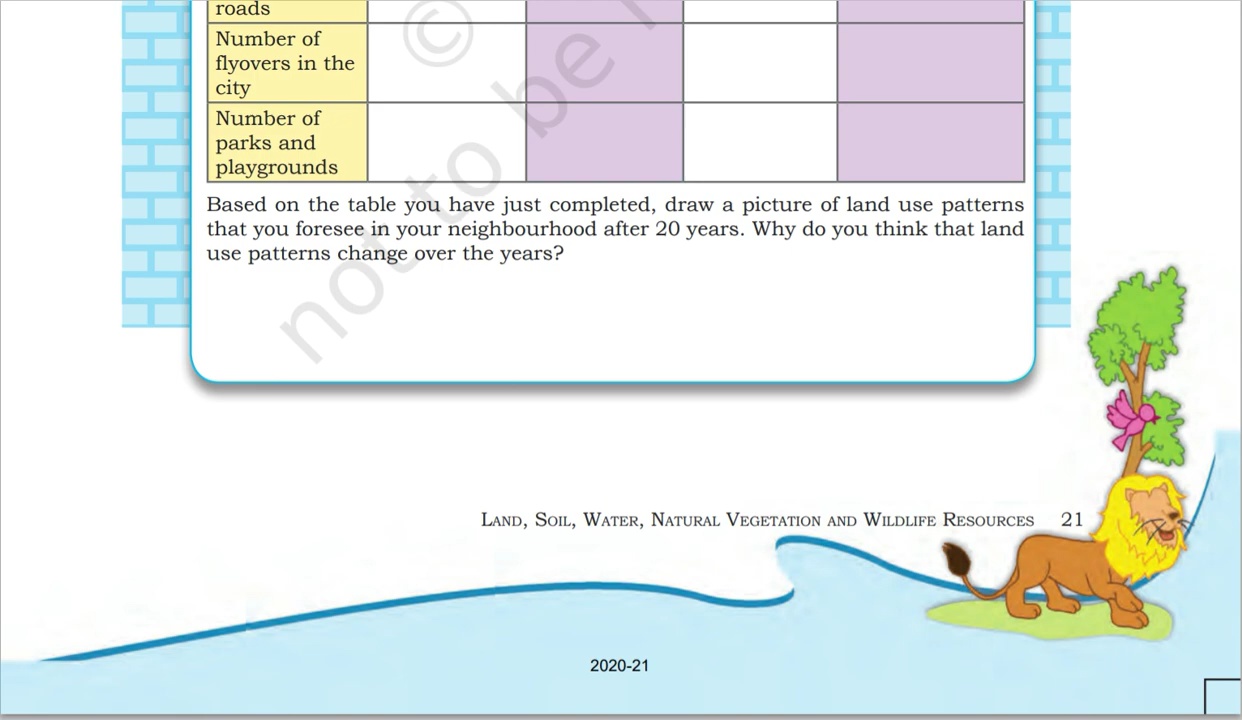 roads
Number of
flyovers in the
city
Number of
parks and
playgrounds
Based on the table you have just completed, draw a picture of land use patterns
that you foresee in your neighbourhood after 20 years. Why do you think that land
use patterns change over the years?
© not to be
LAND, SOIL, WATER, NATURAL VEGETATION AND WILDLIFE RESOURCES 21
2020-21